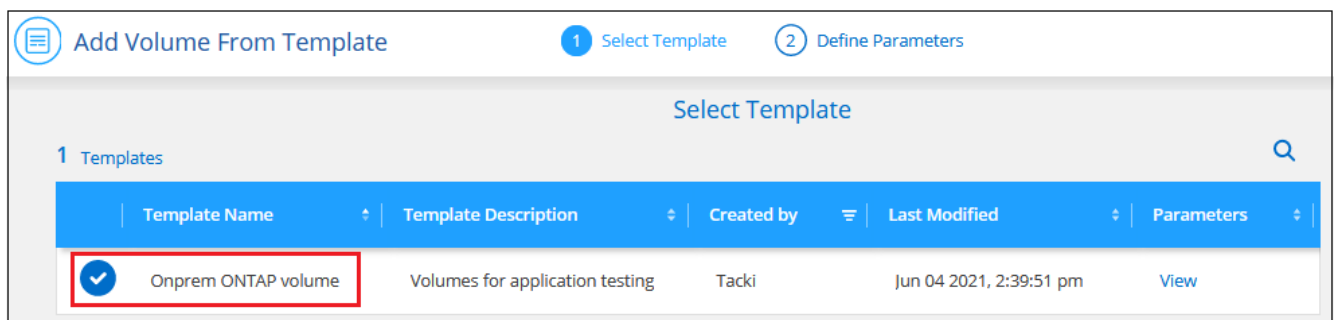 Add Volume From Template 1 Select Template 2 Define Parameters
Select Template
1 Templates
Template Name Template Description Created by Last Modified Parameters
Onprem ONTAP volume Volumes for application testing Tacki Jun 04 2021, 2:39:51 pm View